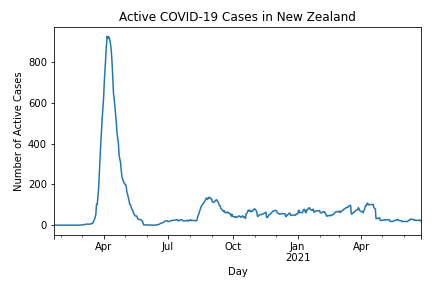 Active COVID-19 Cases in New Zealand
Number of Active Cases
800
600
400
200
0
Apr
Jul
Oct
Jan
2021
Apr
Day